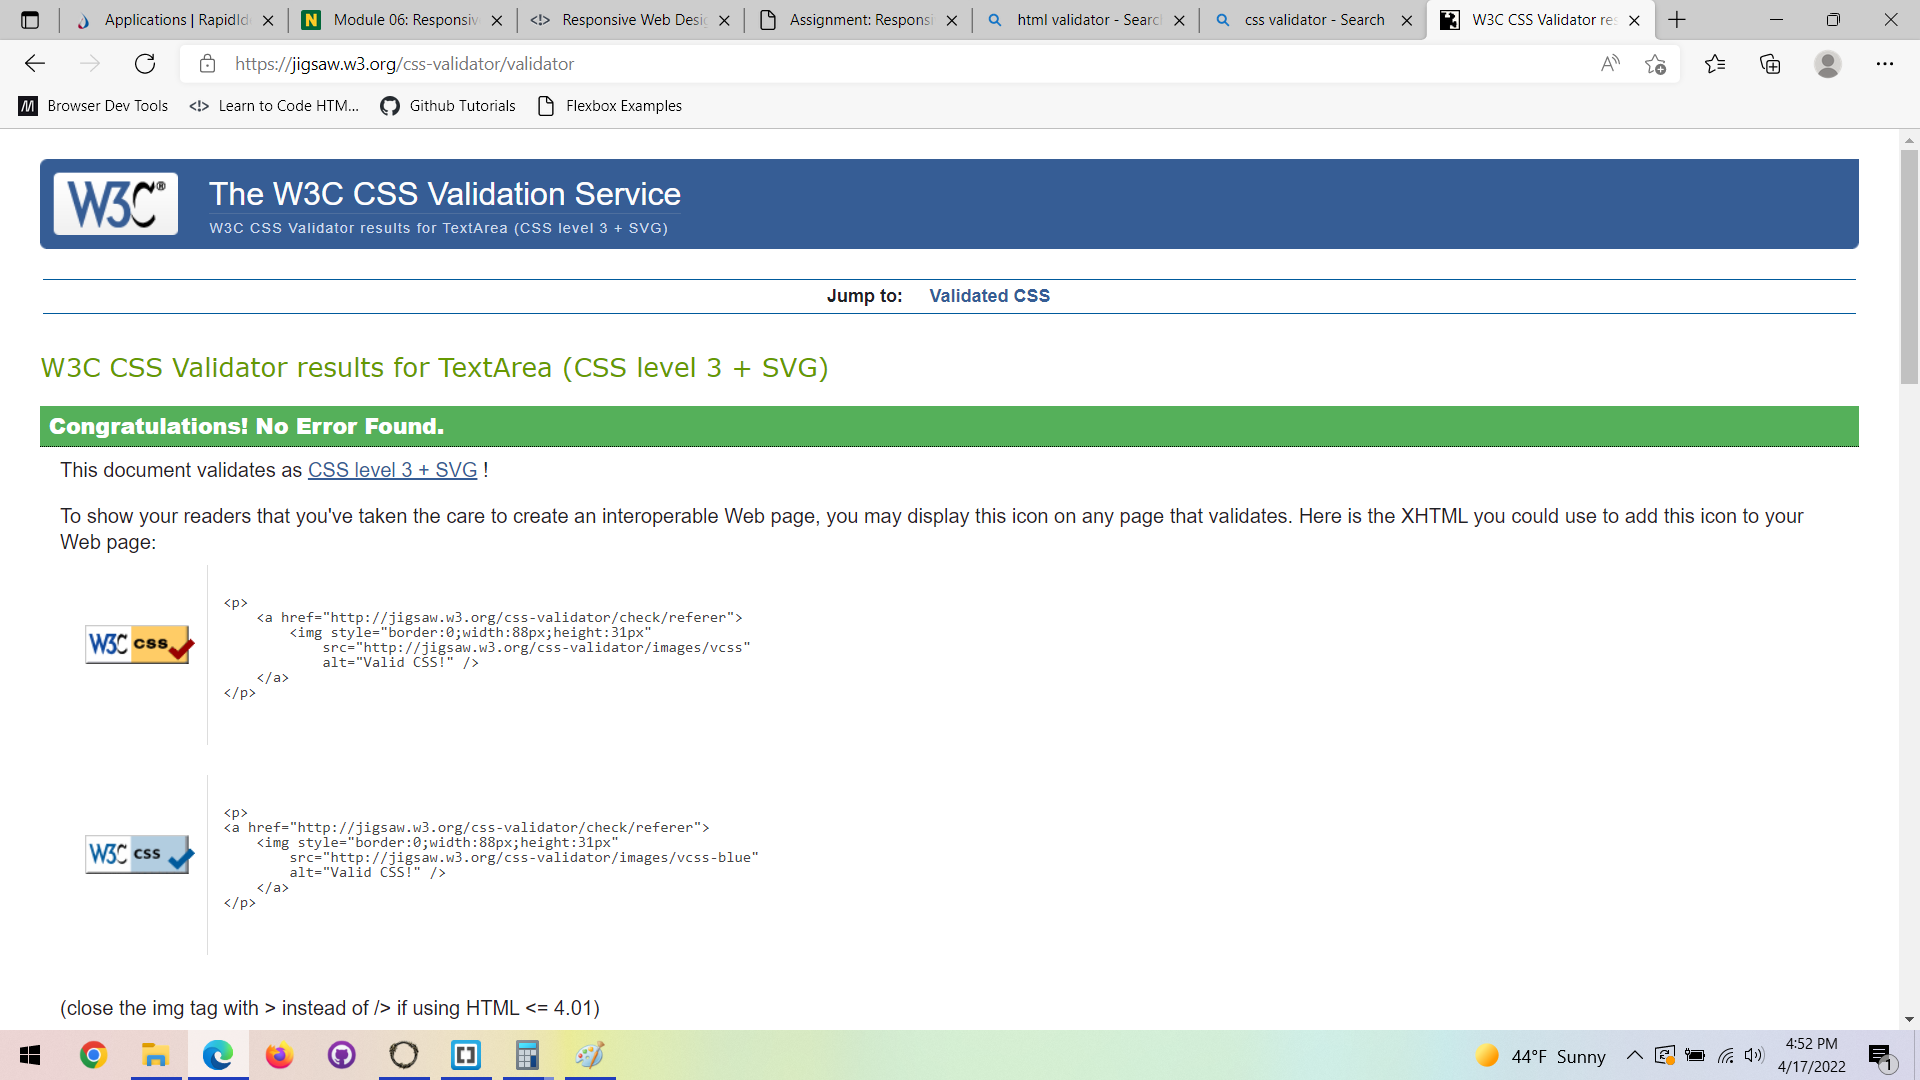 Applications | RapidId
Module 06: Responsiv
Responsive Web Desig
Assignment: Responsi
html validator - Search
css validator - Search
W3C CSS Validator res
https://jigsaw.w3.org/css-validator/validator
Browser Dev Tools
Learn to Code HTM...
Github Tutorials
Flexbox Examples
W3C®
The W3C CSS Validation Service
W3C CSS Validator results for TextArea (CSS level 3 + SVG)
Jump to: Validated CSS
W3C CSS Validator results for TextArea (CSS level 3 + SVG)
Congratulations! No Error Found.
This document validates as CSS level 3 + SVG !
To show your readers that you've taken the care to create an interoperable Web page, you may display this icon on any page that validates. Here is the XHTML you could use to add this icon to your
Web page:
W3C css
<p>
<a href="http://jigsaw.w3.org/css-validator/check/referer">
<img style="border:0;width:88px;height:31px"
src="http://jigsaw.w3.org/css-validator/images/vcss"
alt="Valid CSS!" />
</a>
</p>
W3C css
<p>
<a href="http://jigsaw.w3.org/css-validator/check/referer">
<img style="border:0;width:88px;height:31px"
src="http://jigsaw.w3.org/css-validator/images/vcss-blue"
alt="Valid CSS!" />
</a>
</p>
(close the img tag with > instead of /> if using HTML <= 4.01)
44°F Sunny
4:52 PM
4/17/2022
1